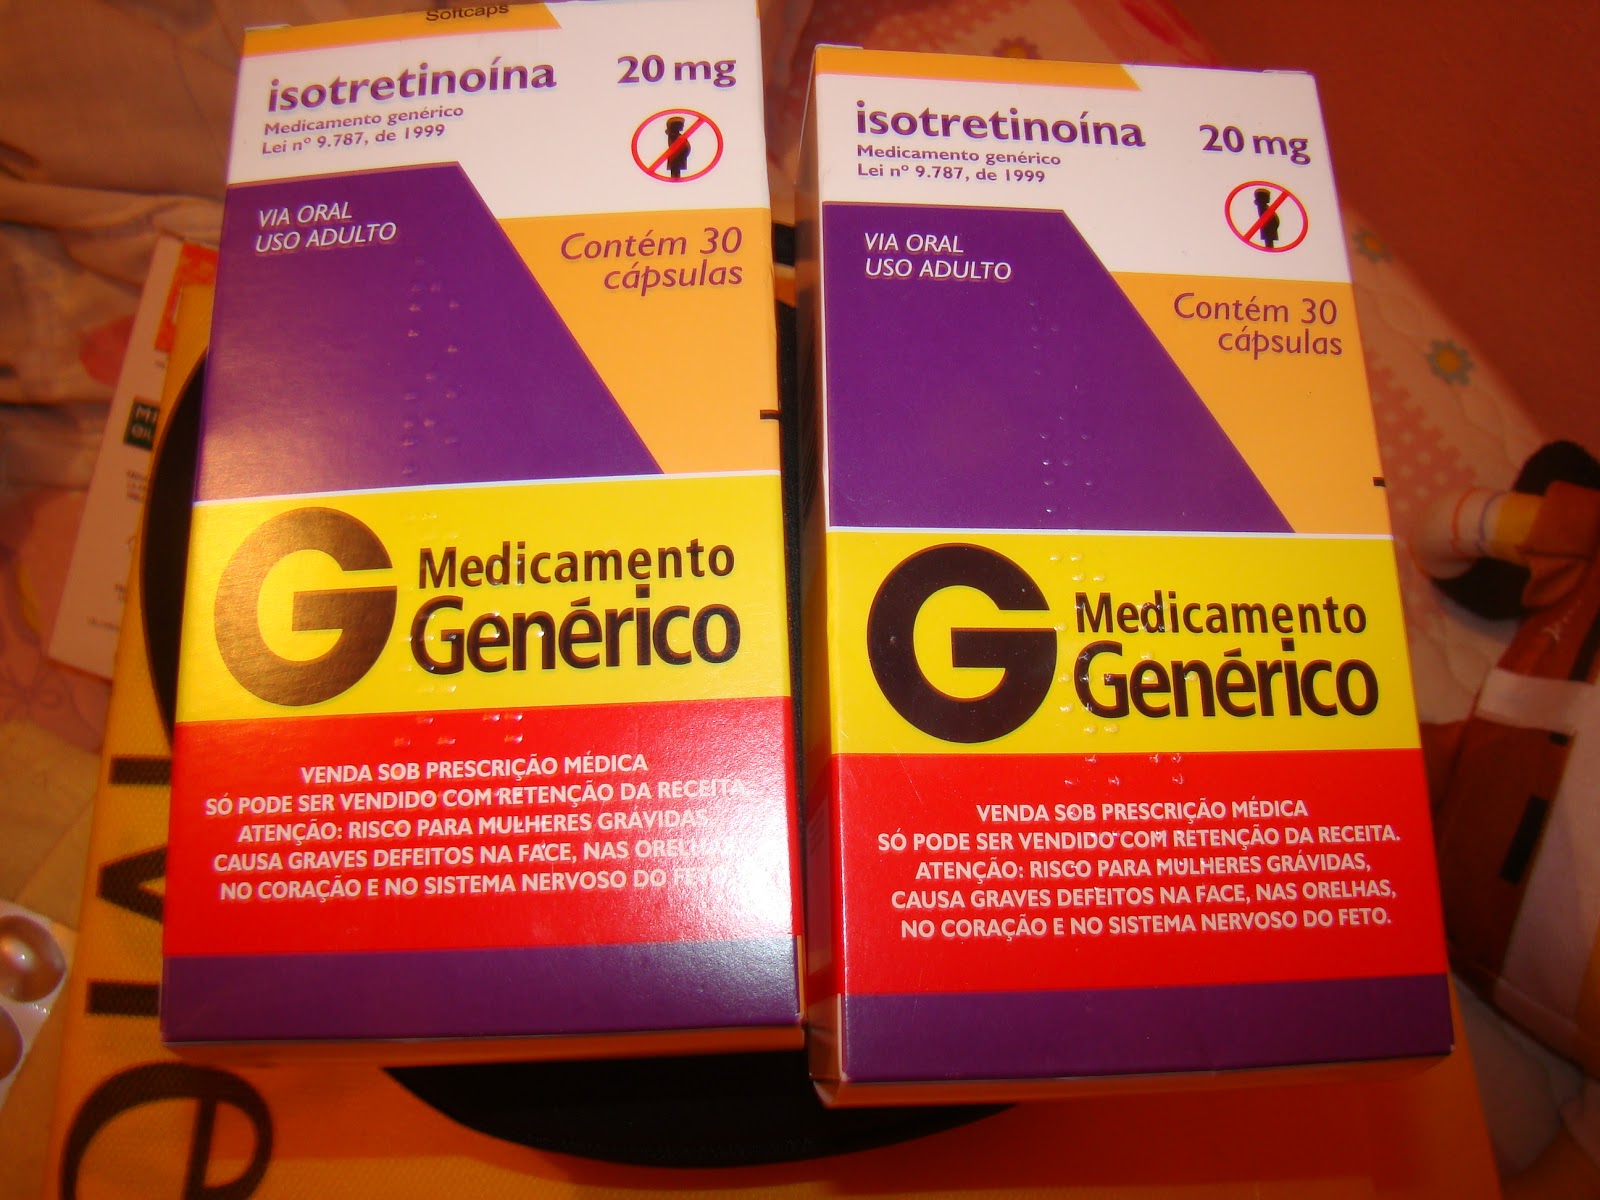 Softcaps
isotretinoína 20 mg
Medicamento genérico
Lei nº 9.787, de 1999
VIA ORAL
USO ADULTO
Contém 30
cápsulas
G Medicamento
Genérico
VENDA SOB PRESCRIÇÃO MÉDICA
SÓ PODE SER VENDIDO COM RETENÇÃO DA RECEITA
ATENÇÃO: RISCO PARA MULHERES GRÁVIDAS,
CAUSA GRAVES DEFEITOS NA FACE, NAS ORELHAS,
NO CORAÇÃO E NO SISTEMA NERVOSO DO FETO.
isotretinoína 20 mg
Medicamento genérico
Lei nº 9.787, de 1999
VIA ORAL
USO ADULTO
Contém 30
cápsulas
G Medicamento
Genérico
VENDA SOB PRESCRIÇÃO MÉDICA
SÓ PODE SER VENDIDO COM RETENÇÃO DA RECEITA.
ATENÇÃO: RISCO PARA MULHERES GRÁVIDAS,
CAUSA GRAVES DEFEITOS NA FACE, NAS ORELHAS,
NO CORAÇÃO E NO SISTEMA NERVOSO DO FETO.